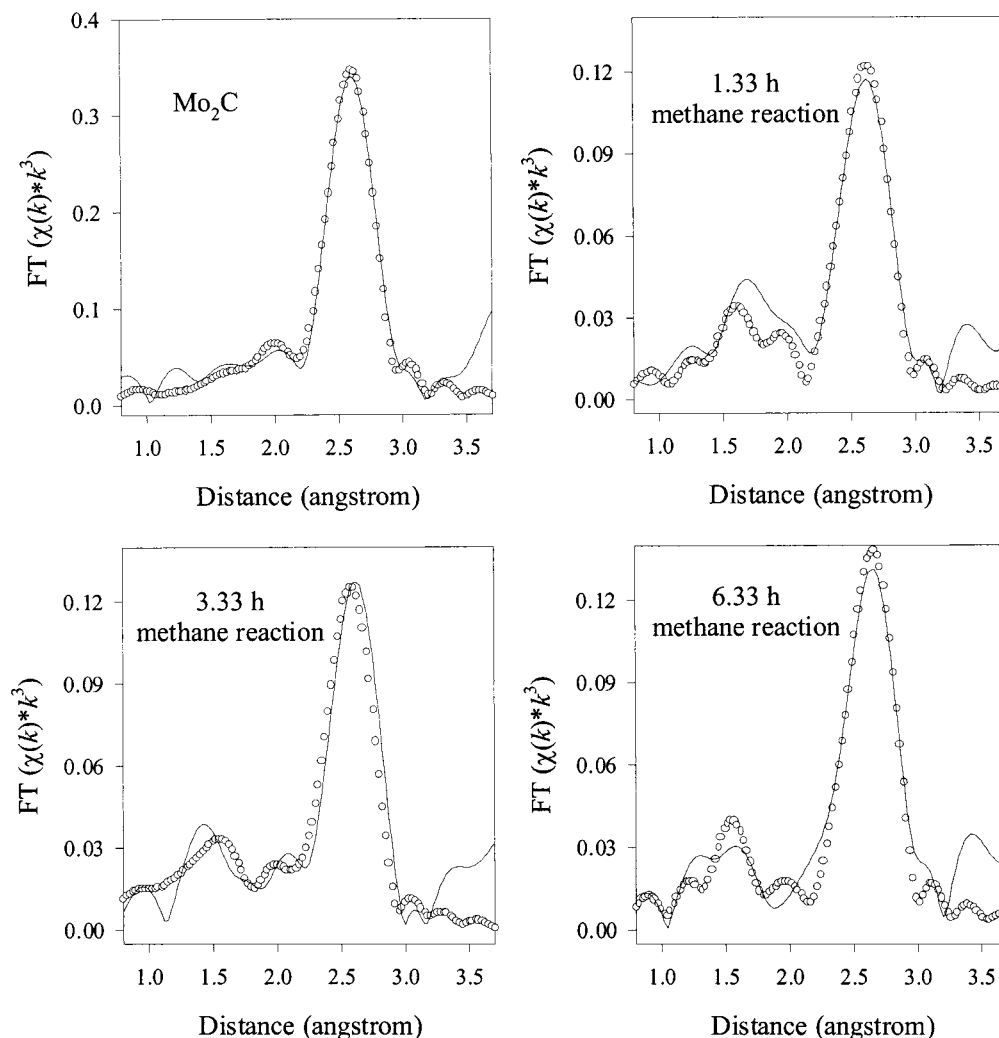 FT (χ(k)*k³)
0.4
0.3
0.2
0.1
0.0
Mo₂C
1.0 1.5 2.0 2.5 3.0 3.5
Distance (angstrom)
FT (χ(k)*k³)
0.12
0.09
0.06
0.03
0.00
1.33 h
methane reaction
1.0 1.5 2.0 2.5 3.0 3.5
Distance (angstrom)
FT (χ(k)*k³)
0.12
0.09
0.06
0.03
0.00
3.33 h
methane reaction
1.0 1.5 2.0 2.5 3.0 3.5
Distance (angstrom)
FT (χ(k)*k³)
0.12
0.09
0.06
0.03
0.00
6.33 h
methane reaction
1.0 1.5 2.0 2.5 3.0 3.5
Distance (angstrom)